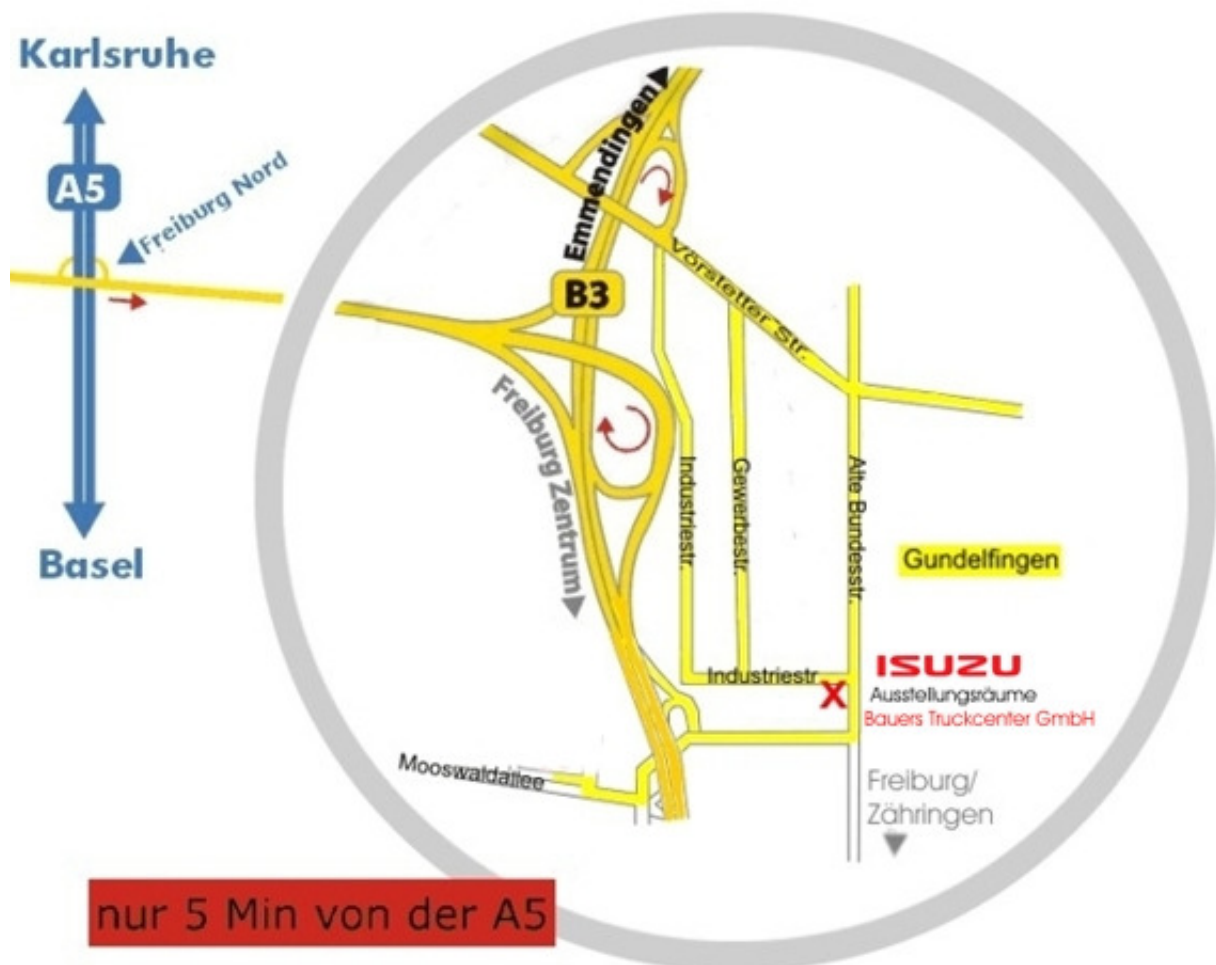 Karlsruhe
A5
Freiburg Nord
Basel
Emmendingen
B3
Vörstetter Str.
Freiburg Zentrum
Industriestr.
Gewerbestr.
Alte Bundesstr.
Gundelfingen
Industriestr
X
ISUZU
Ausstellungsräume
Bauers Truckcenter GmbH
Mooswaldallee
Freiburg/
Zähringen
nur 5 Min von der A5